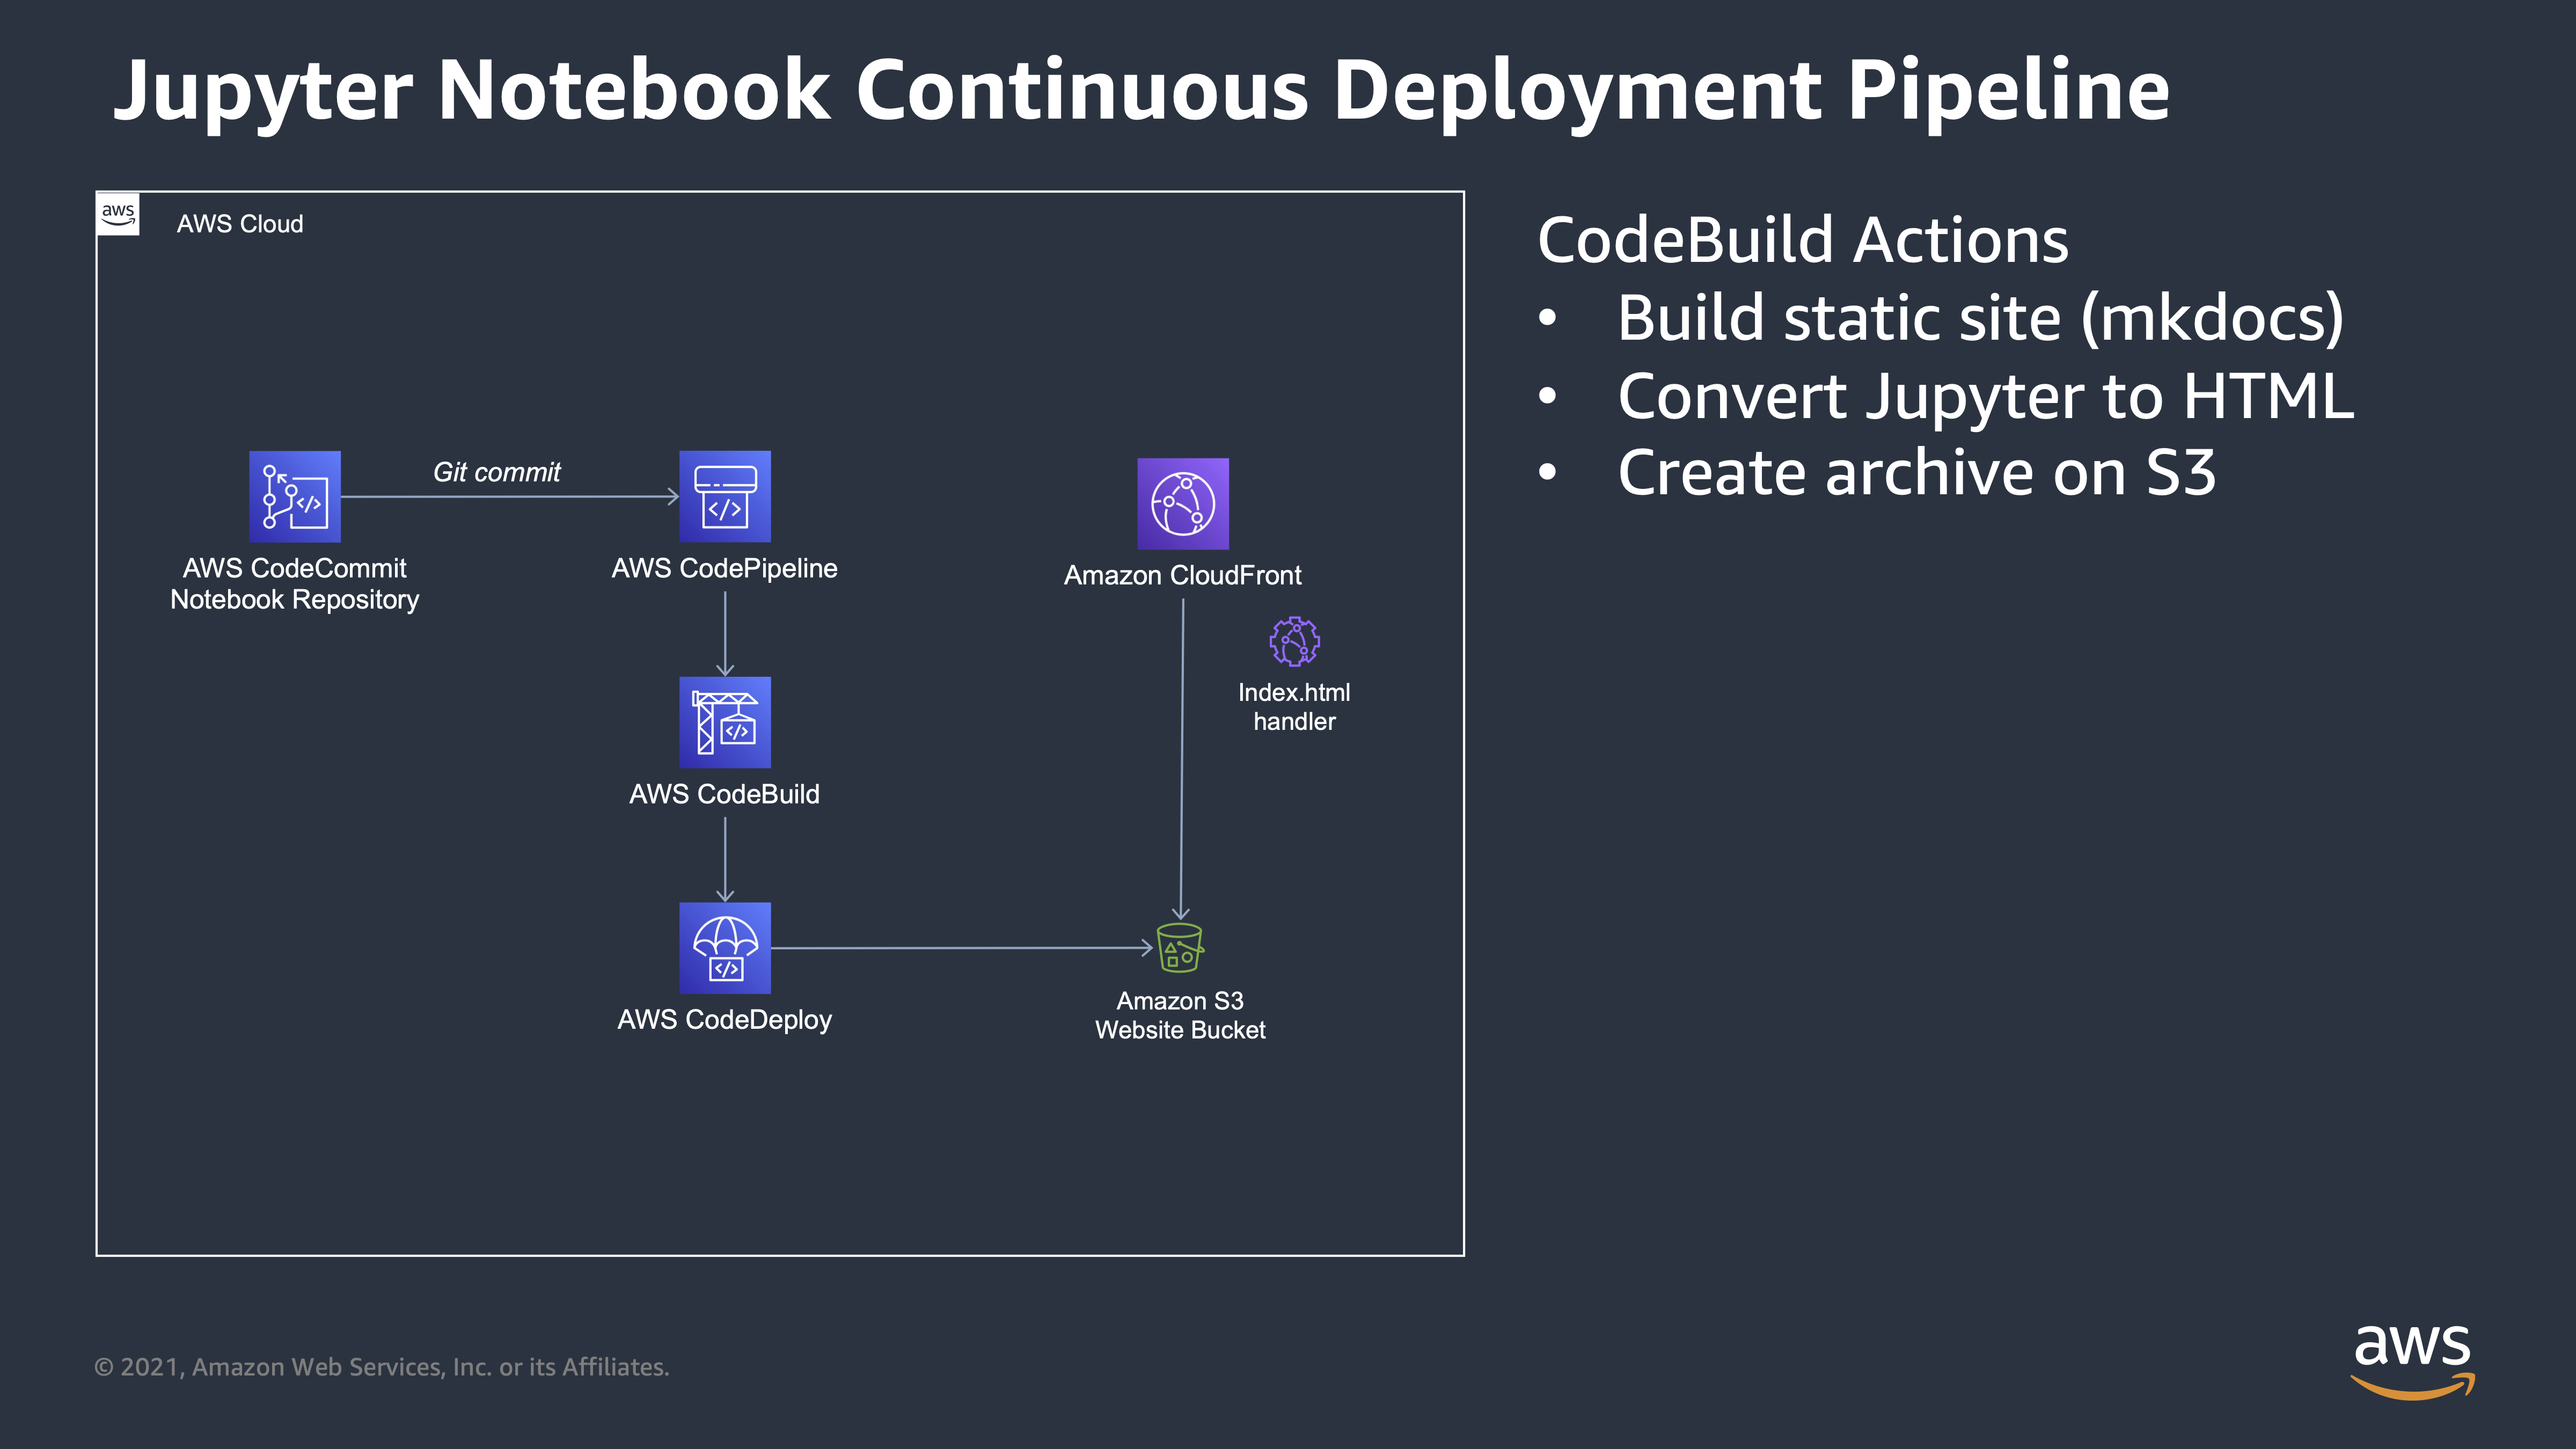 Jupyter Notebook Continuous Deployment Pipeline
aws
AWS Cloud
Git commit
AWS CodeCommit
Notebook Repository
AWS CodePipeline
Amazon CloudFront
Index.html
handler
AWS CodeBuild
AWS CodeDeploy
Amazon S3
Website Bucket
CodeBuild Actions
• Build static site (mkdocs)
• Convert Jupyter to HTML
• Create archive on S3
© 2021, Amazon Web Services, Inc. or its Affiliates.
aws